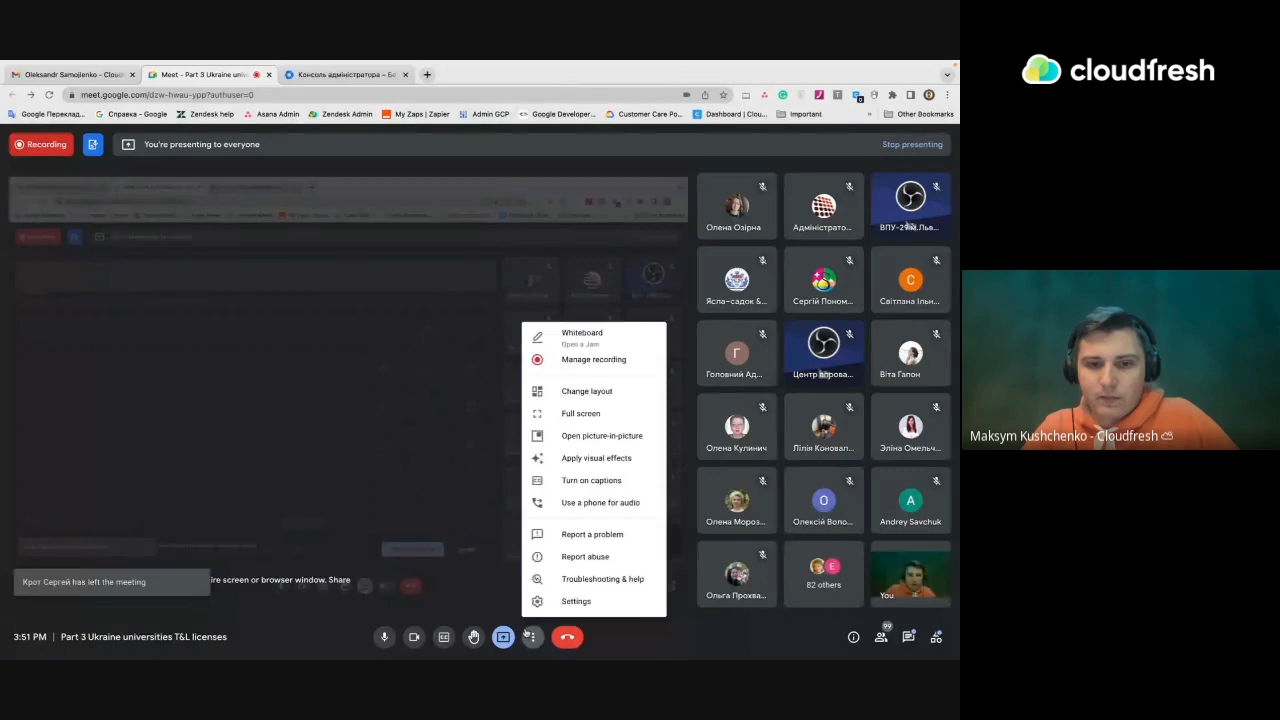 cloudfresh
Oleksandr Samojlenko - Cloud
Meet - Part 3 Ukraine univ
Консоль адміністратора – Бе
meet.google.com/dzw-hwau-ypp?authuser=0
Google Переклад...
Справка - Google
Zendesk help
Asana Admin
Zendesk Admin
My Zaps | Zapier
Admin GCP
Google Developer...
Customer Care Po...
Dashboard | Clou...
Important
»
Other Bookmarks
Recording
You're presenting to everyone
Stop presenting
Олена Озірна
Адміністрато...
ВПУ-29 м.Льв...
Ясла-садок &...
Сергій Поном...
Світлана Ільн...
Г
Головний Ад...
Центр впрова...
Віта Гапон
Олена Кулинич
Лілія Коновал...
Эліна Омельч...
Олена Мороз...
О
Олексій Воло...
A
Andrey Savchuk
Ольга Прохва...
E
82 others
You
Whiteboard
Open a Jam
Manage recording
Change layout
Full screen
Open picture-in-picture
Apply visual effects
Turn on captions
Use a phone for audio
Report a problem
Report abuse
Troubleshooting & help
Settings
Крот Сергей has left the meeting
ire screen or browser window. Share
3:51 PM | Part 3 Ukraine universities T&L licenses
99
Maksym Kushchenko - Cloudfresh